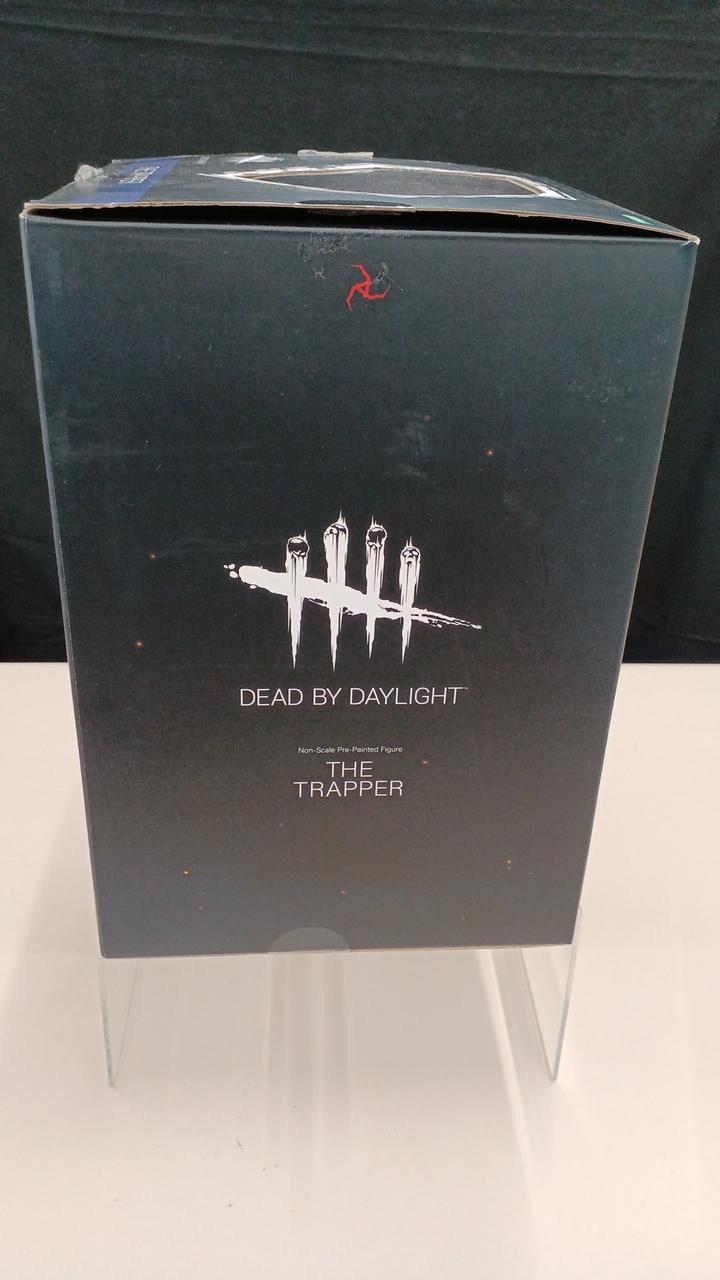 DEAD BY DAYLIGHT™
Non-Scale Pre-Painted Figure
THE
TRAPPER